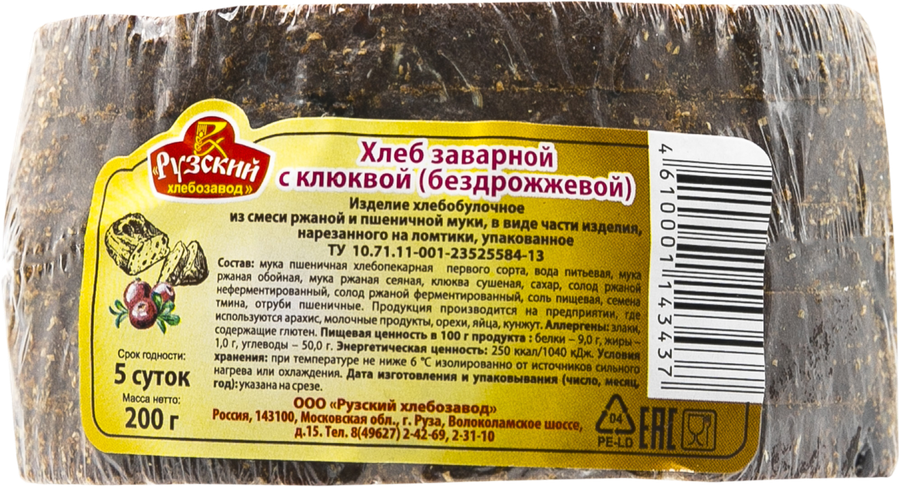 «Рузский
хлебозавод»
Хлеб заварной
с клюквой (бездрожжевой)
Изделие хлебобулочное
из смеси ржаной и пшеничной муки, в виде части изделия,
нарезанного на ломтики, упакованное
ТУ 10.71.11-001-23525584-13
Состав: мука пшеничная хлебопекарная первого сорта, вода питьевая, мука
ржаная обойная, мука ржаная сеяная, клюква сушеная, сахар, солод ржаной
неферментированный, солод ржаной ферментированный, соль пищевая, семена
тмина, отруби пшеничные. Продукция производится на предприятии, где
используются арахис, молочные продукты, орехи, яйца, кунжут. Аллергены: злаки,
содержащие глютен. Пищевая ценность в 100 г продукта : белки – 9,0 г, жиры–
1,0 г, углеводы – 50,0 г. Энергетическая ценность: 250 ккал/1040 кДж. Условия
хранения: при температуре не ниже 6 °С изолированно от источников сильного
нагрева или охлаждения. Дата изготовления и упаковывания (число, месяц,
год): указана на срезе.
Срок годности:
5 суток
Масса нетто:
200 г
ООО «Рузский хлебозавод»
Россия, 143100, Московская обл., г. Руза, Волоколамское шоссе,
д.15. Тел. 8(49627) 2-42-69, 2-31-10
4 610001 143437
04
PE-LD
EAC